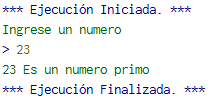 *** Ejecución Iniciada. ***
Ingrese un numero
> 23
23 Es un numero primo
*** Ejecución Finalizada. ***